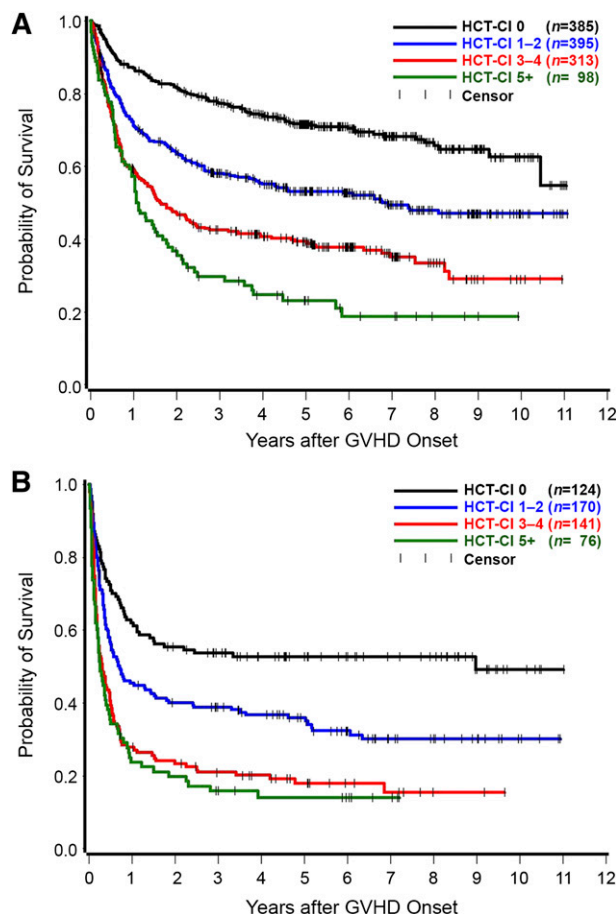 A
HCT-CI 0 (n=385)
HCT-CI 1–2 (n=395)
HCT-CI 3–4 (n=313)
HCT-CI 5+ (n= 98)
Censor
Probability of Survival
1.0
0.8
0.6
0.4
0.2
0.0
0 1 2 3 4 5 6 7 8 9 10 11 12
Years after GVHD Onset
B
HCT-CI 0 (n=124)
HCT-CI 1–2 (n=170)
HCT-CI 3–4 (n=141)
HCT-CI 5+ (n= 76)
Censor
Probability of Survival
1.0
0.8
0.6
0.4
0.2
0.0
0 1 2 3 4 5 6 7 8 9 10 11 12
Years after GVHD Onset